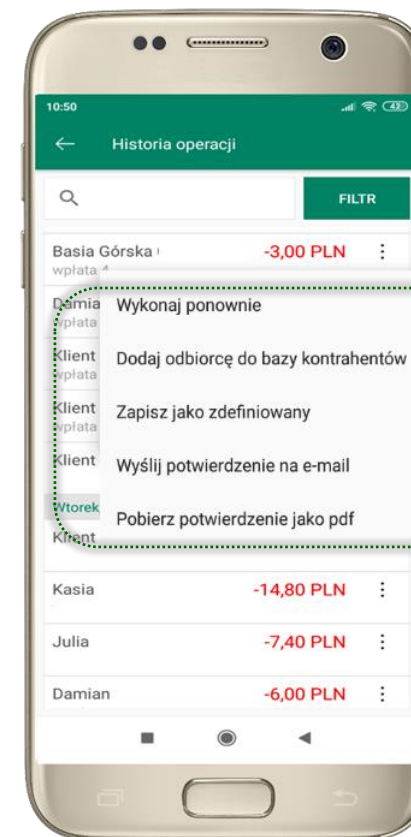 10:50
42
Historia operacji
FILTR
Basia Górska
-3,00 PLN
wpłata 4
Damia
wpłata
Klient
wpłata
Klient
wpłata
Klient
Wykonaj ponownie
Dodaj odbiorcę do bazy kontrahentów
Zapisz jako zdefiniowany
Wyślij potwierdzenie na e-mail
Pobierz potwierdzenie jako pdf
Wtorek
Klient
Kasia
-14,80 PLN
Julia
-7,40 PLN
Damian
-6,00 PLN